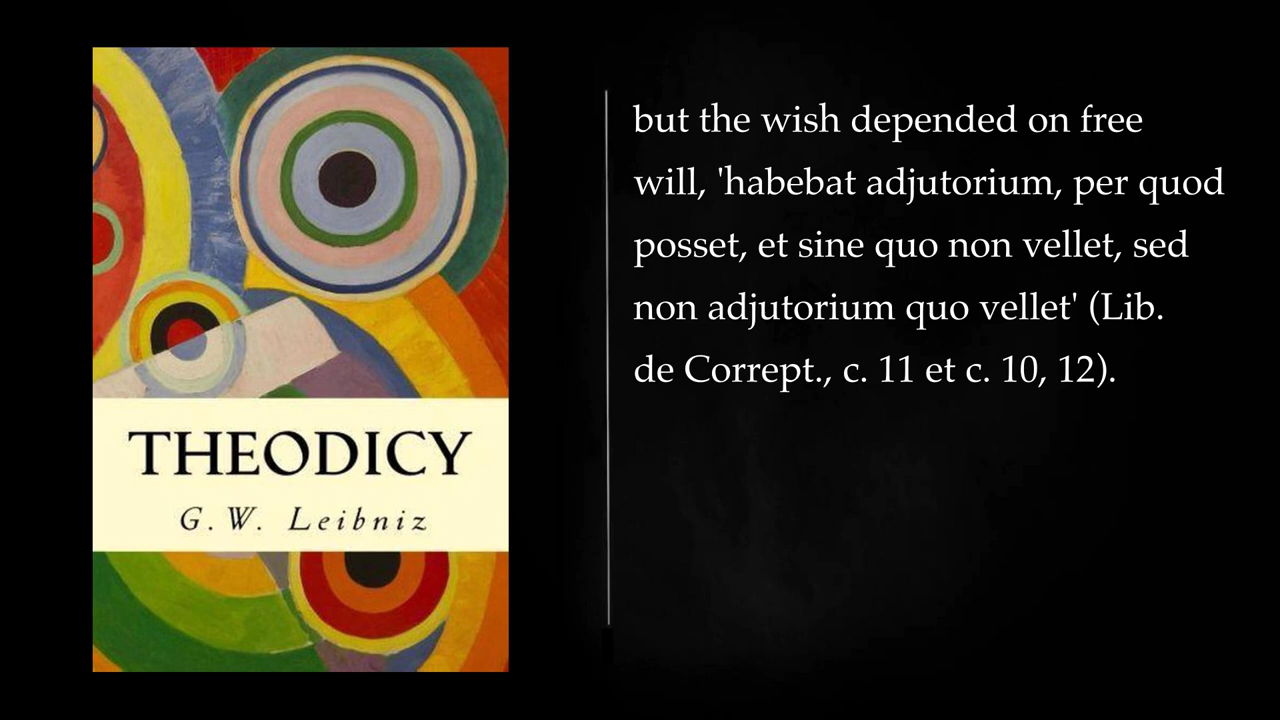 THEODICY
G. W. Leibniz
but the wish depended on free
will, 'habebat adjutorium, per quod
posset, et sine quo non vellet, sed
non adjutorium quo vellet' (Lib.
de Corrept., c. 11 et c. 10, 12).